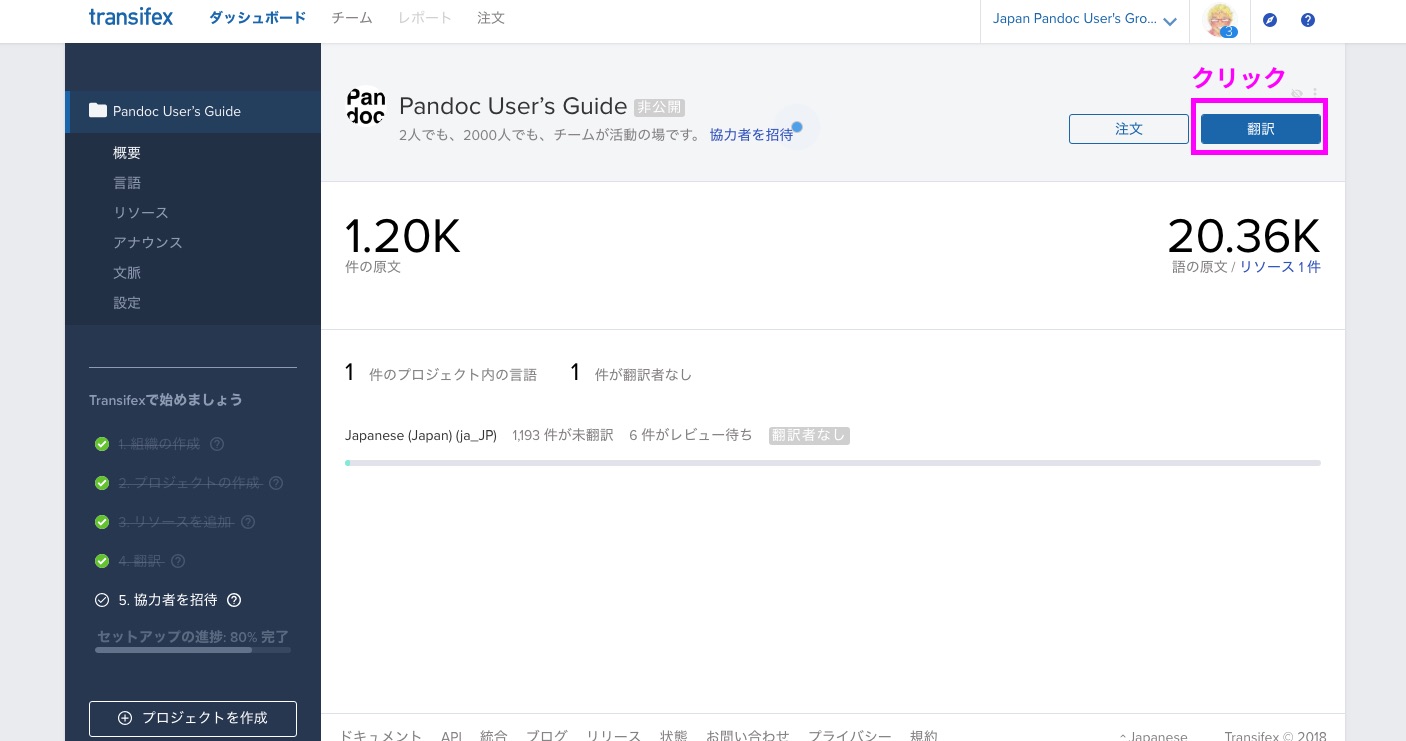 transifex ダッシュボード チーム レポート 注文 Japan Pandoc User's Gro... 3 ?
クリック
Pandoc User's Guide
概要
言語
リソース
アナウンス
文脈
設定
Transifexで始めましょう
1. 組織の作成 ?
2. プロジェクトの作成 ?
3. リソースを追加 ?
4. 翻訳 ?
5. 協力者を招待 ?
セットアップの進捗: 80% 完了
プロジェクトを作成
Pan
doc
Pandoc User's Guide 非公開
2人でも、2000人でも、チームが活動の場です。 協力者を招待
注文 翻訳
1.20K
件の原文
20.36K
語の原文 / リソース 1 件
1 件のプロジェクト内の言語 1 件が翻訳者なし
Japanese (Japan) (ja_JP) 1,193 件が未翻訳 6 件がレビュー待ち 翻訳者なし
ドキュメント API 統合 ブログ リリース 状態 お問い合わせ プライバシー 規約 ^ Japanese Transifex © 2018